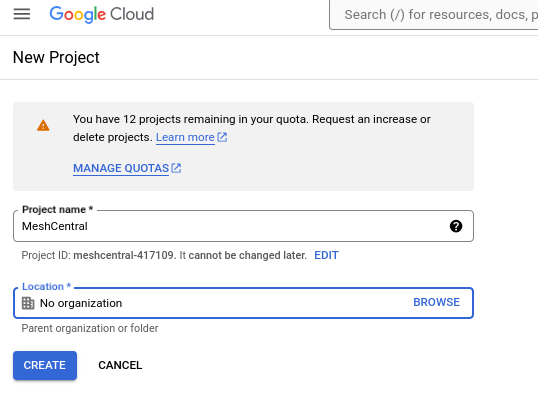 Google Cloud
Search (/) for resources, docs, p
New Project
You have 12 projects remaining in your quota. Request an increase or
delete projects. Learn more
MANAGE QUOTAS
Project name *
MeshCentral
Project ID: meshcentral-417109. It cannot be changed later. EDIT
Location *
No organization BROWSE
Parent organization or folder
CREATE CANCEL